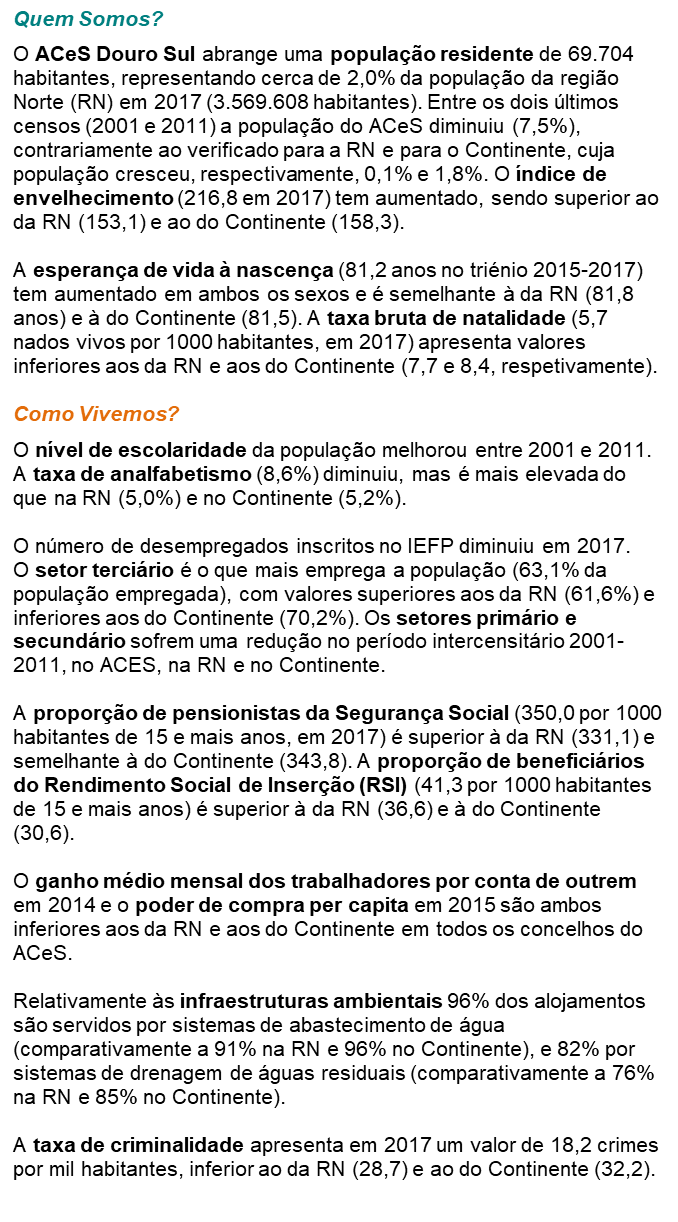 Quem Somos?
O ACeS Douro Sul abrange uma população residente de 69.704
habitantes, representando cerca de 2,0% da população da região
Norte (RN) em 2017 (3.569.608 habitantes). Entre os dois últimos
censos (2001 e 2011) a população do ACeS diminuiu (7,5%),
contrariamente ao verificado para a RN e para o Continente, cuja
população cresceu, respectivamente, 0,1% e 1,8%. O índice de
envelhecimento (216,8 em 2017) tem aumentado, sendo superior ao
da RN (153,1) e ao do Continente (158,3).
A esperança de vida à nascença (81,2 anos no triénio 2015-2017)
tem aumentado em ambos os sexos e é semelhante à da RN (81,8
anos) e à do Continente (81,5). A taxa bruta de natalidade (5,7
nados vivos por 1000 habitantes, em 2017) apresenta valores
inferiores aos da RN e aos do Continente (7,7 e 8,4, respetivamente).
Como Vivemos?
O nível de escolaridade da população melhorou entre 2001 e 2011.
A taxa de analfabetismo (8,6%) diminuiu, mas é mais elevada do
que na RN (5,0%) e no Continente (5,2%).
O número de desempregados inscritos no IEFP diminuiu em 2017.
O setor terciário é o que mais emprega a população (63,1% da
população empregada), com valores superiores aos da RN (61,6%) e
inferiores aos do Continente (70,2%). Os setores primário e
secundário sofrem uma redução no período intercensitário 2001-
2011, no ACES, na RN e no Continente.
A proporção de pensionistas da Segurança Social (350,0 por 1000
habitantes de 15 e mais anos, em 2017) é superior à da RN (331,1) e
semelhante à do Continente (343,8). A proporção de beneficiários
do Rendimento Social de Inserção (RSI) (41,3 por 1000 habitantes
de 15 e mais anos) é superior à da RN (36,6) e à do Continente
(30,6).
O ganho médio mensal dos trabalhadores por conta de outrem
em 2014 e o poder de compra per capita em 2015 são ambos
inferiores aos da RN e aos do Continente em todos os concelhos do
ACeS.
Relativamente às infraestruturas ambientais 96% dos alojamentos
são servidos por sistemas de abastecimento de água
(comparativamente a 91% na RN e 96% no Continente), e 82% por
sistemas de drenagem de águas residuais (comparativamente a 76%
na RN e 85% no Continente).
A taxa de criminalidade apresenta em 2017 um valor de 18,2 crimes
por mil habitantes, inferior ao da RN (28,7) e ao do Continente (32,2).